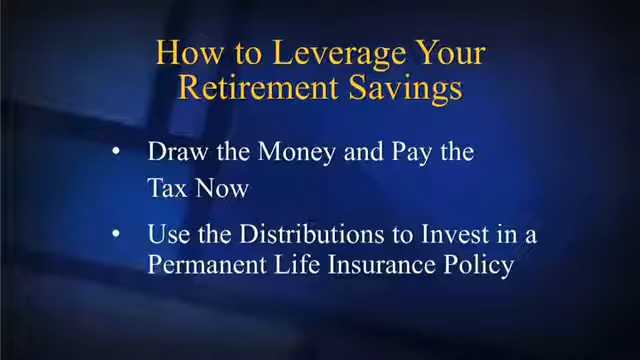 How to Leverage Your
Retirement Savings
• Draw the Money and Pay the
Tax Now
• Use the Distributions to Invest in a
Permanent Life Insurance Policy